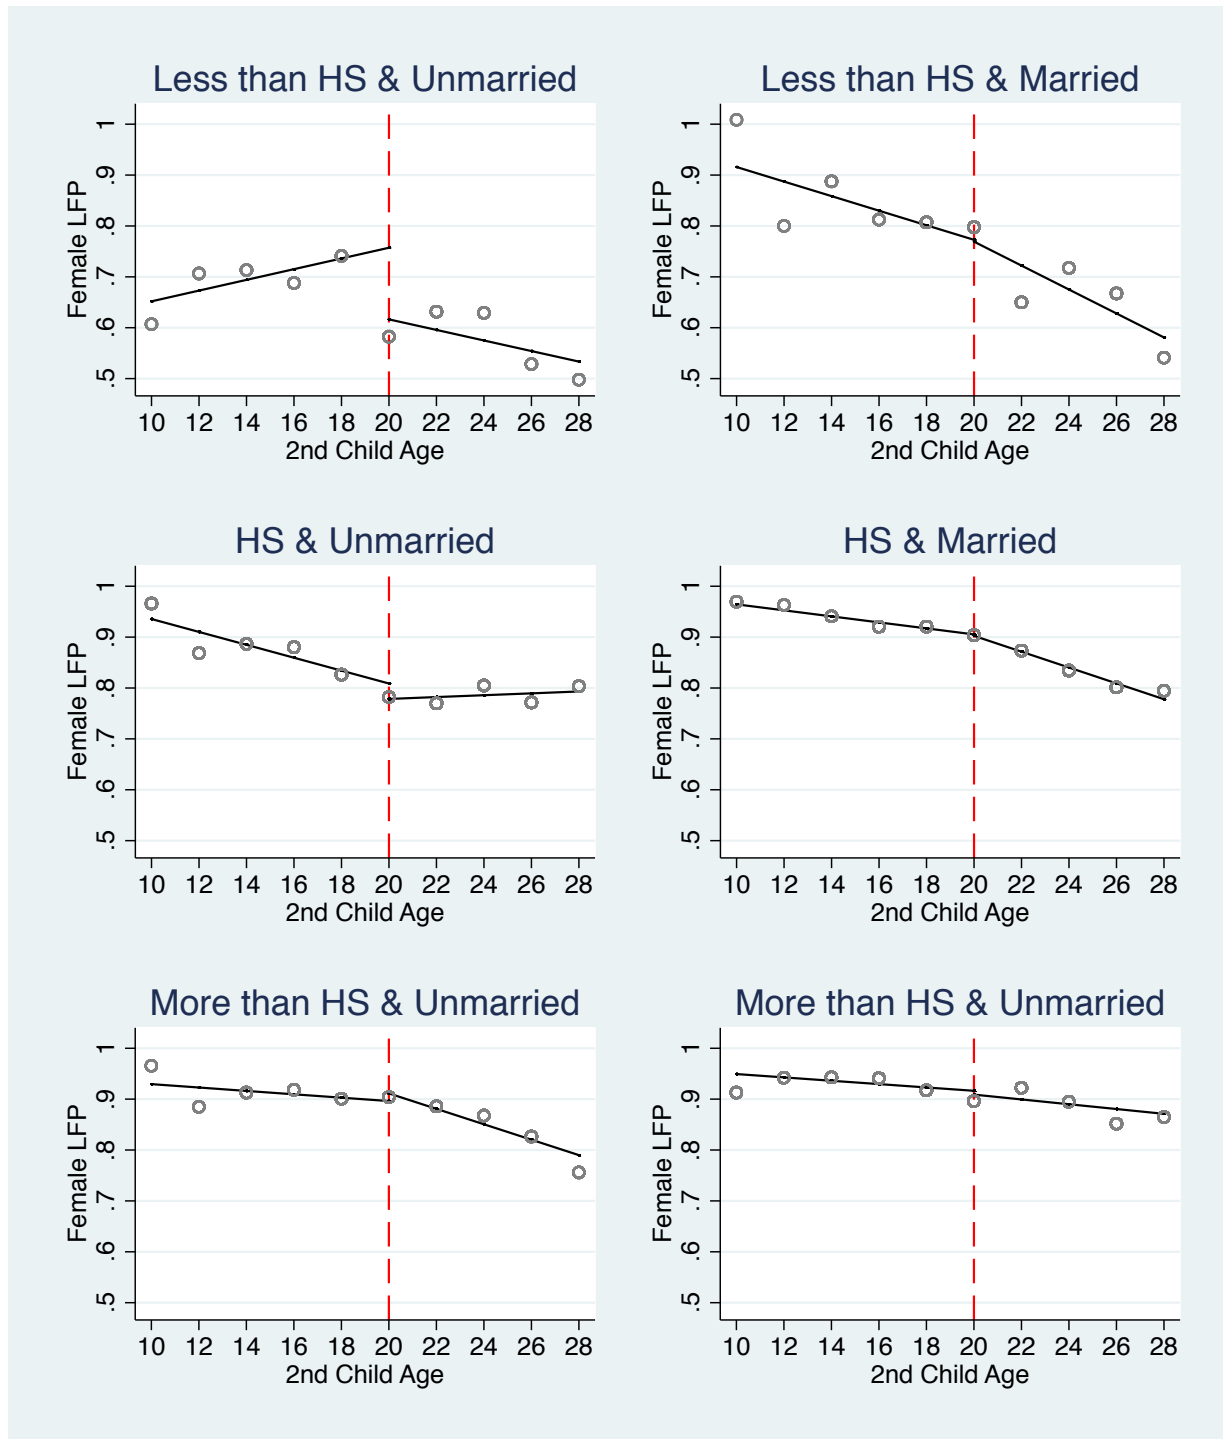 Less than HS & Unmarried
Female LFP
1
.9
.8
.7
.6
.5
10 12 14 16 18 20 22 24 26 28
2nd Child Age
Less than HS & Married
Female LFP
1
.9
.8
.7
.6
.5
10 12 14 16 18 20 22 24 26 28
2nd Child Age
HS & Unmarried
Female LFP
1
.9
.8
.7
.6
.5
10 12 14 16 18 20 22 24 26 28
2nd Child Age
HS & Married
Female LFP
1
.9
.8
.7
.6
.5
10 12 14 16 18 20 22 24 26 28
2nd Child Age
More than HS & Unmarried
Female LFP
1
.9
.8
.7
.6
.5
10 12 14 16 18 20 22 24 26 28
2nd Child Age
More than HS & Unmarried
Female LFP
1
.9
.8
.7
.6
.5
10 12 14 16 18 20 22 24 26 28
2nd Child Age